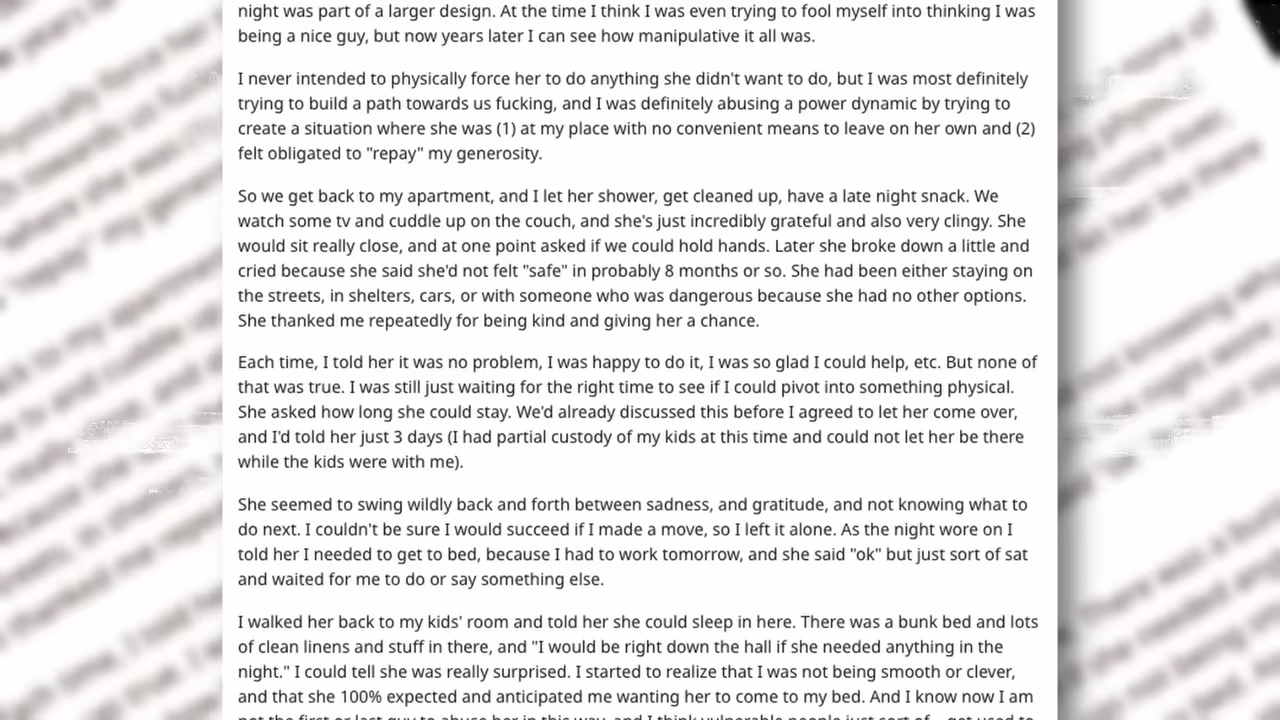 night was part of a larger design. At the time I think I was even trying to fool myself into thinking I was
being a nice guy, but now years later I can see how manipulative it all was.
I never intended to physically force her to do anything she didn't want to do, but I was most definitely
trying to build a path towards us fucking, and I was definitely abusing a power dynamic by trying to
create a situation where she was (1) at my place with no convenient means to leave on her own and (2)
felt obligated to "repay" my generosity.
So we get back to my apartment, and I let her shower, get cleaned up, have a late night snack. We
watch some tv and cuddle up on the couch, and she's just incredibly grateful and also very clingy. She
would sit really close, and at one point asked if we could hold hands. Later she broke down a little and
cried because she said she'd not felt "safe" in probably 8 months or so. She had been either staying on
the streets, in shelters, cars, or with someone who was dangerous because she had no other options.
She thanked me repeatedly for being kind and giving her a chance.
Each time, I told her it was no problem, I was happy to do it, I was so glad I could help, etc. But none of
that was true. I was still just waiting for the right time to see if I could pivot into something physical.
She asked how long she could stay. We'd already discussed this before I agreed to let her come over,
and I'd told her just 3 days (I had partial custody of my kids at this time and could not let her be there
while the kids were with me).
She seemed to swing wildly back and forth between sadness, and gratitude, and not knowing what to
do next. I couldn't be sure I would succeed if I made a move, so I left it alone. As the night wore on I
told her I needed to get to bed, because I had to work tomorrow, and she said "ok" but just sort of sat
and waited for me to do or say something else.
I walked her back to my kids' room and told her she could sleep in here. There was a bunk bed and lots
of clean linens and stuff in there, and "I would be right down the hall if she needed anything in the
night." I could tell she was really surprised. I started to realize that I was not being smooth or clever,
and that she 100% expected and anticipated me wanting her to come to my bed. And I know now I am
not the first or last guy to abuse her in this way, and I think vulnerable people just sort of... get used to